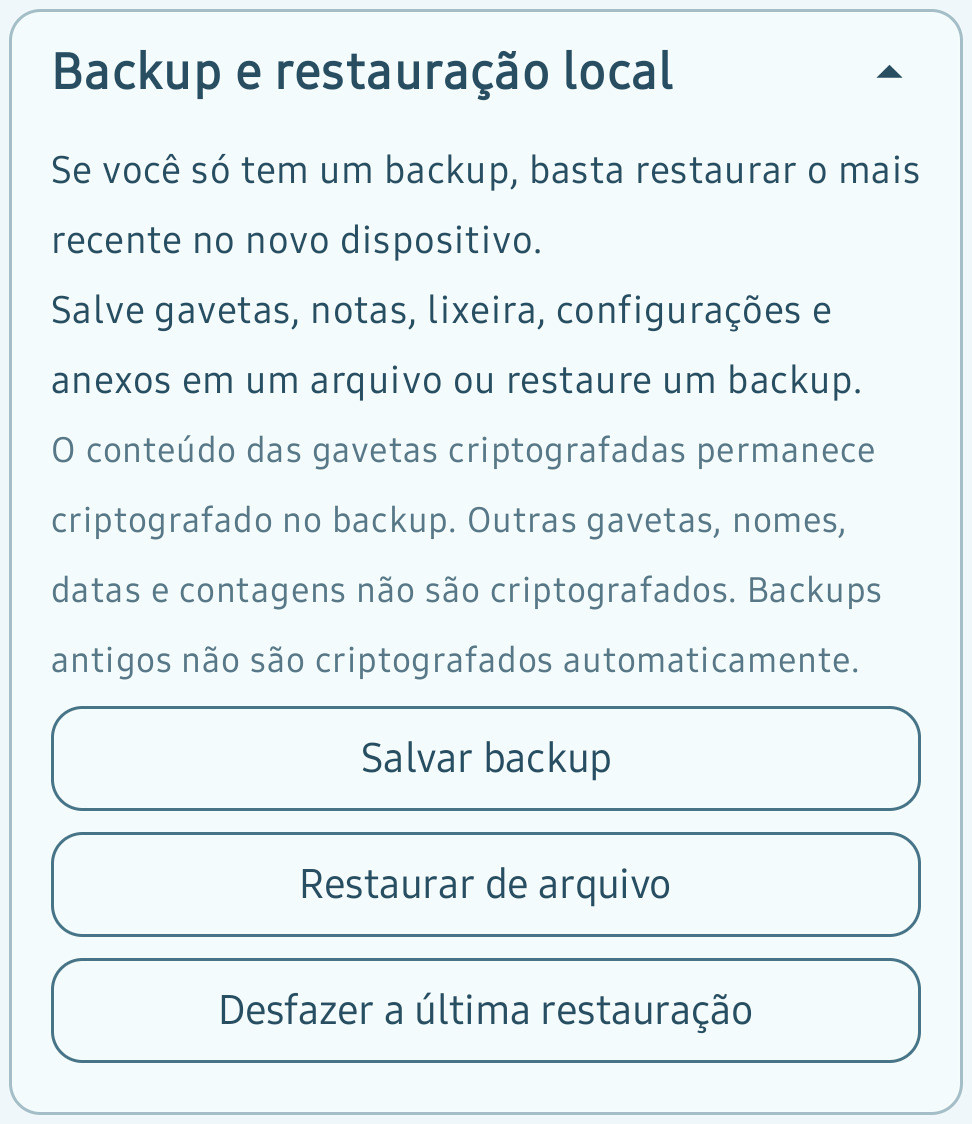 Backup e restauração local
Se você só tem um backup, basta restaurar o mais
recente no novo dispositivo.
Salve gavetas, notas, lixeira, configurações e
anexos em um arquivo ou restaure um backup.
O conteúdo das gavetas criptografadas permanece
criptografado no backup. Outras gavetas, nomes,
datas e contagens não são criptografados. Backups
antigos não são criptografados automaticamente.
Salvar backup
Restaurar de arquivo
Desfazer a última restauração